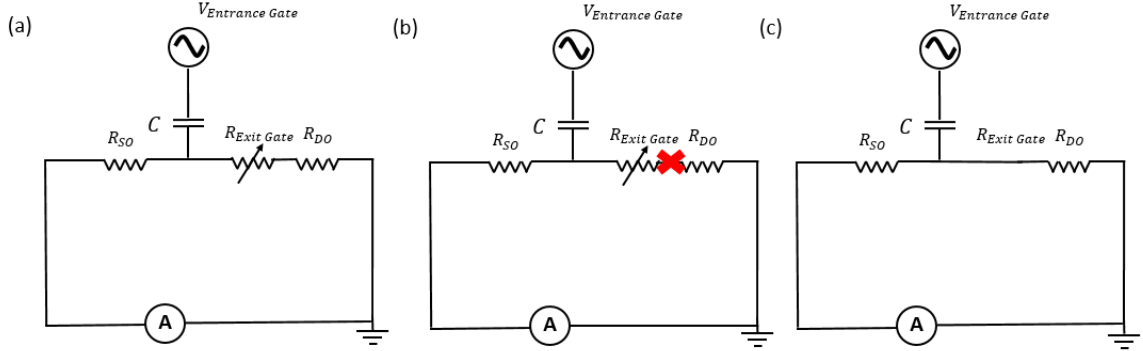 (a)
V_Entrance Gate
C
R_SO
R_Exit Gate
R_DO
A
(b)
V_Entrance Gate
C
R_SO
R_Exit Gate
R_DO
A
(c)
V_Entrance Gate
C
R_SO
R_Exit Gate
R_DO
A